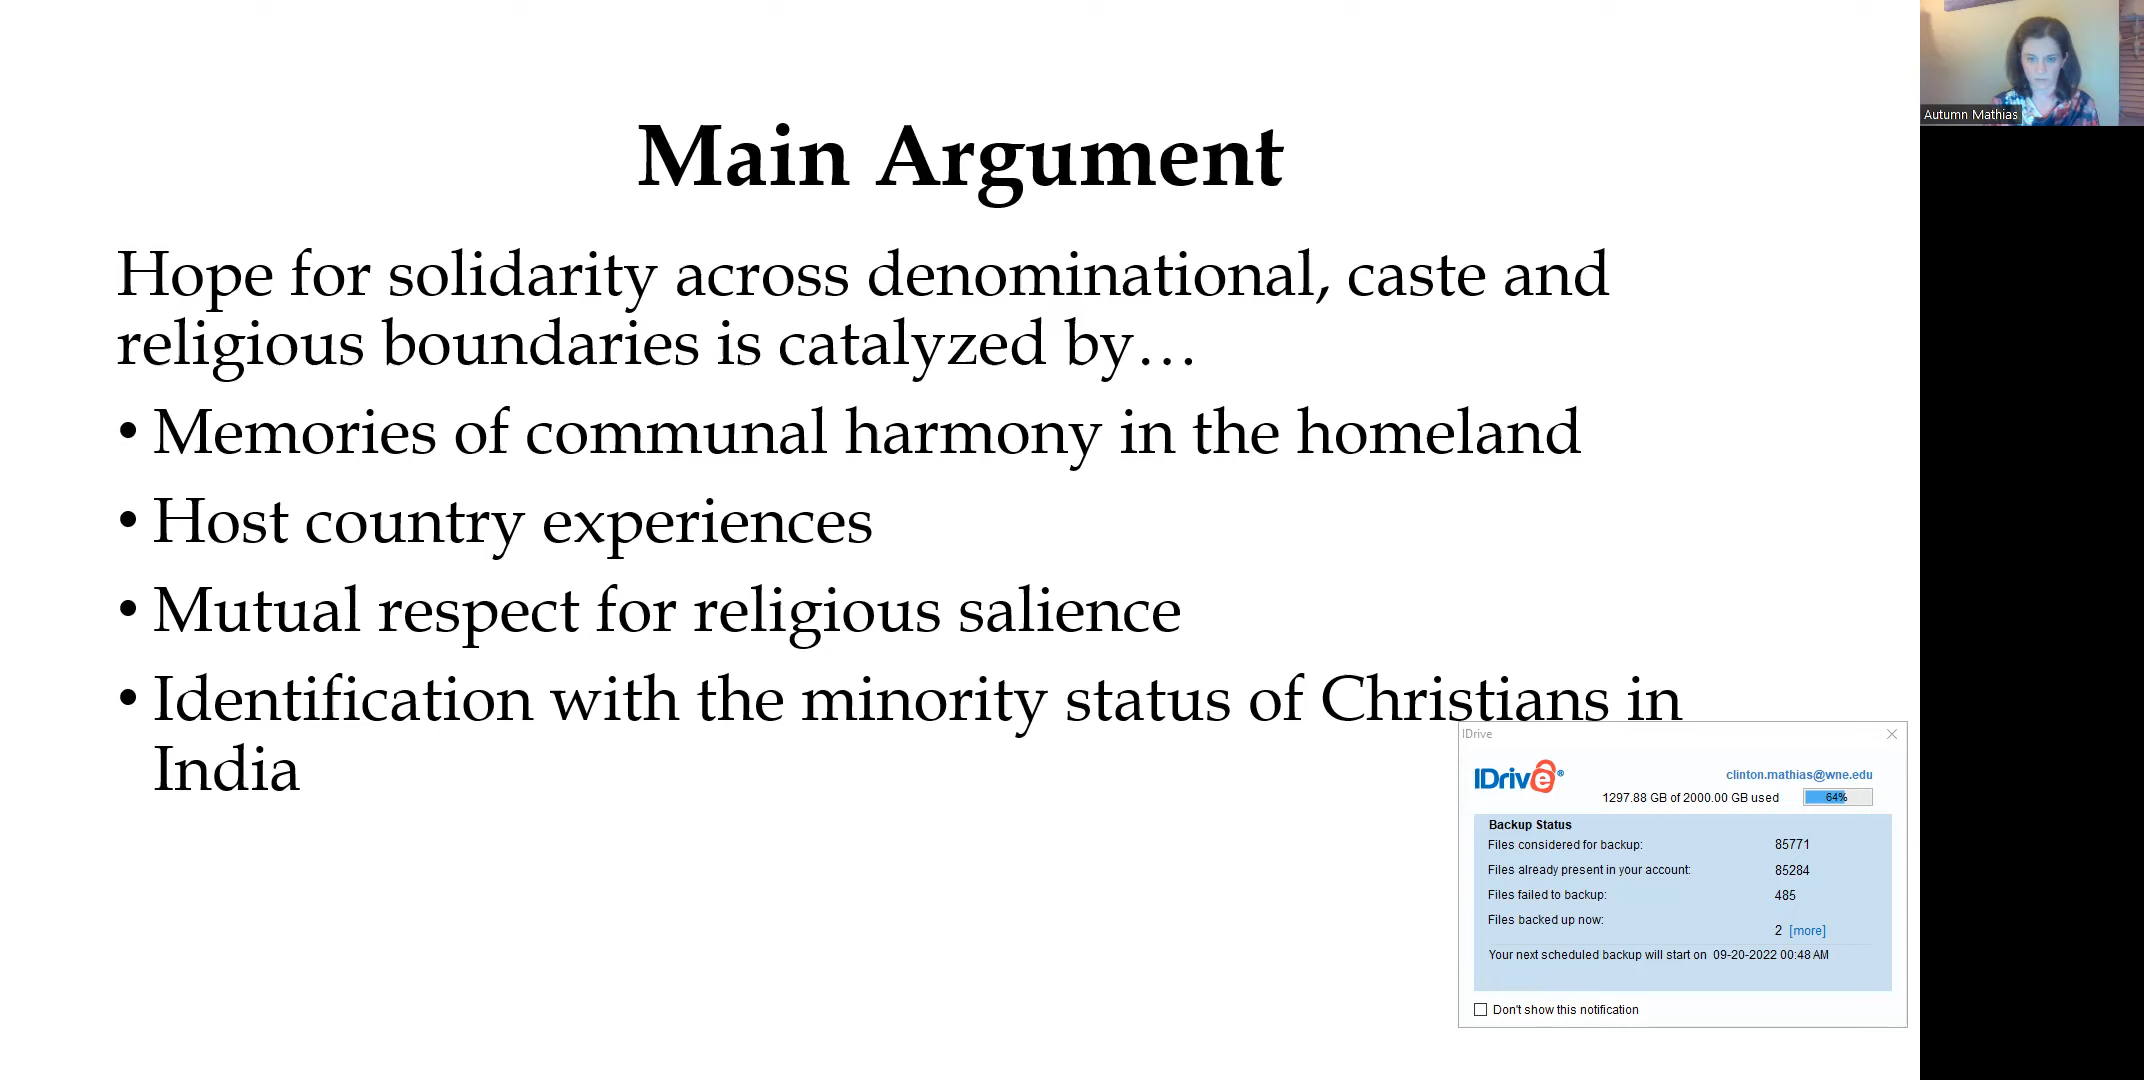 Main Argument
Hope for solidarity across denominational, caste and
religious boundaries is catalyzed by…
• Memories of communal harmony in the homeland
• Host country experiences
• Mutual respect for religious salience
• Identification with the minority status of Christians in
India
Autumn Mathias
IDrive
IDrive®
clinton.mathias@wne.edu
1297.88 GB of 2000.00 GB used 64%
Backup Status
Files considered for backup: 85771
Files already present in your account: 85284
Files failed to backup: 485
Files backed up now: 2 [more]
Your next scheduled backup will start on 09-20-2022 00:48 AM
Don't show this notification